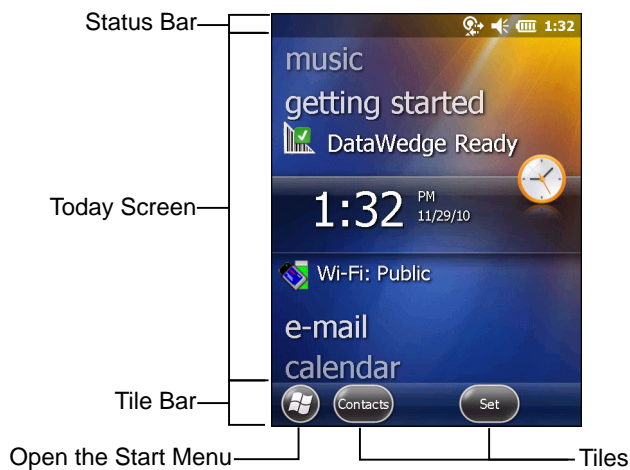 Status Bar
1:32
music
getting started
DataWedge Ready
Today Screen
1:32 PM
11/29/10
Wi-Fi: Public
e-mail
calendar
Tile Bar
Contacts
Set
Open the Start Menu
Tiles